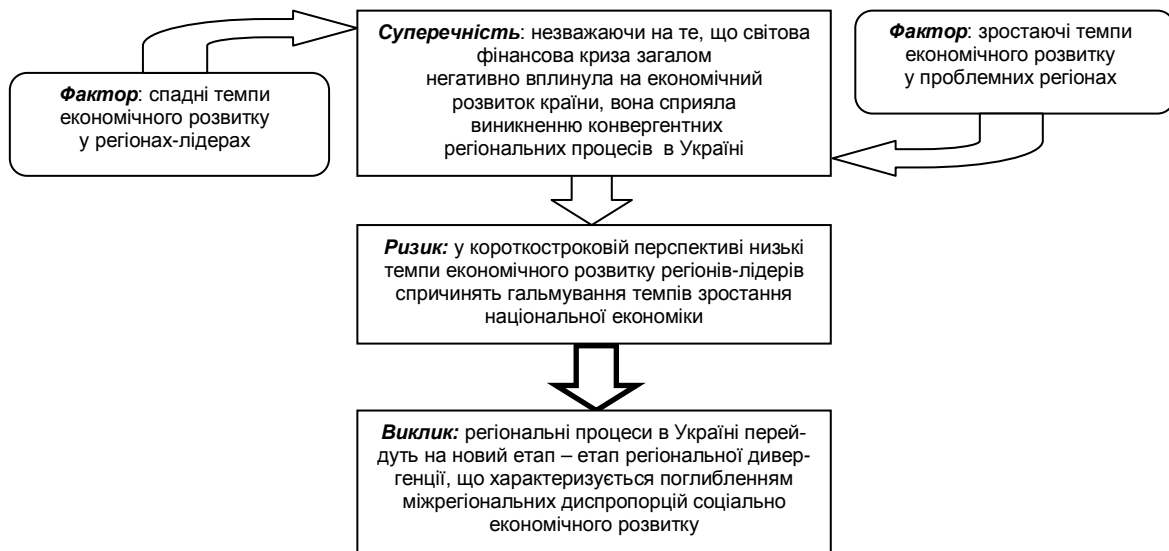 Фактор: спадні темпи
економічного розвитку
у регіонах-лідерах
Суперечність: незважаючи на те, що світова
фінансова криза загалом
негативно вплинула на економічний
розвиток країни, вона сприяла
виникненню конвергентних
регіональних процесів в Україні
Фактор: зростаючі темпи
економічного розвитку
у проблемних регіонах
Ризик: у короткостроковій перспективі низькі
темпи економічного розвитку регіонів-лідерів
спричинять гальмування темпів зростання
національної економіки
Виклик: регіональні процеси в Україні перей-
дуть на новий етап – етап регіональної дивер-
генції, що характеризується поглибленням
міжрегіональних диспропорцій соціально
економічного розвитку